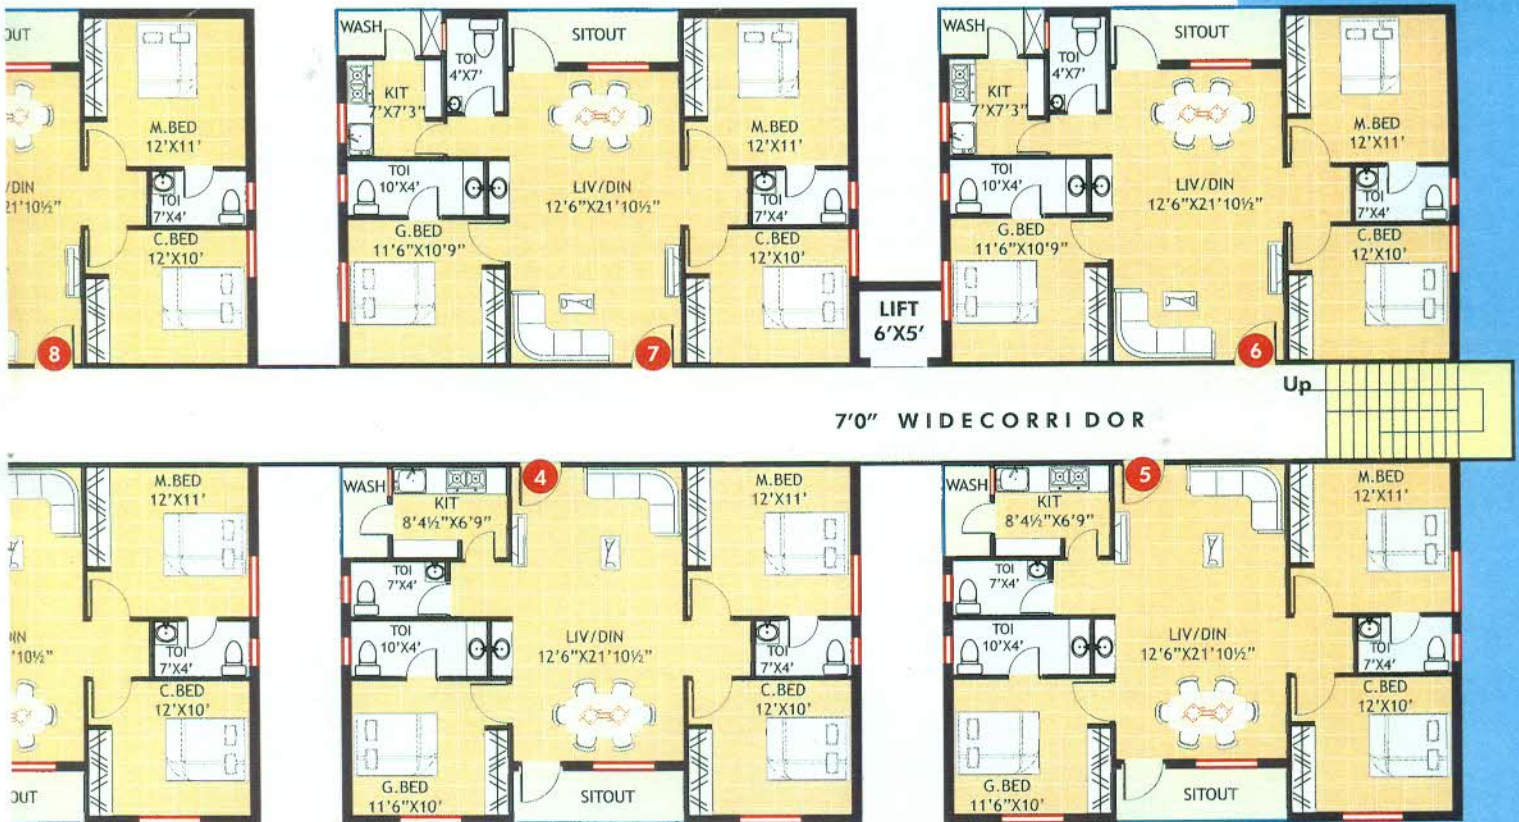 OUT
M.BED
12'X11'
/DIN
21'10½"
TOI
7'X4'
C.BED
12'X10'
8
WASH
TOI
4'X7'
SITOUT
KIT
7'X7'3"
M.BED
12'X11'
TOI
10'X4'
LIV/DIN
12'6"X21'10½"
TOI
7'X4'
G.BED
11'6"X10'9"
C.BED
12'X10'
7
LIFT
6'X5'
WASH
TOI
4'X7'
SITOUT
KIT
7'X7'3"
M.BED
12'X11'
TOI
10'X4'
LIV/DIN
12'6"X21'10½"
TOI
7'X4'
G.BED
11'6"X10'9"
C.BED
12'X10'
6
Up
7'0" WIDECORRIDOR
M.BED
12'X11'
DIN
'10½"
TOI
7'X4'
C.BED
12'X10'
OUT
WASH
KIT
8'4½"X6'9"
4
M.BED
12'X11'
TOI
7'X4'
TOI
10'X4'
LIV/DIN
12'6"X21'10½"
TOI
7'X4'
C.BED
12'X10'
G.BED
11'6"X10'
SITOUT
WASH
KIT
8'4½"X6'9"
5
M.BED
12'X11'
TOI
7'X4'
TOI
10'X4'
LIV/DIN
12'6"X21'10½"
TOI
7'X4'
C.BED
12'X10'
G.BED
11'6"X10'
SITOUT